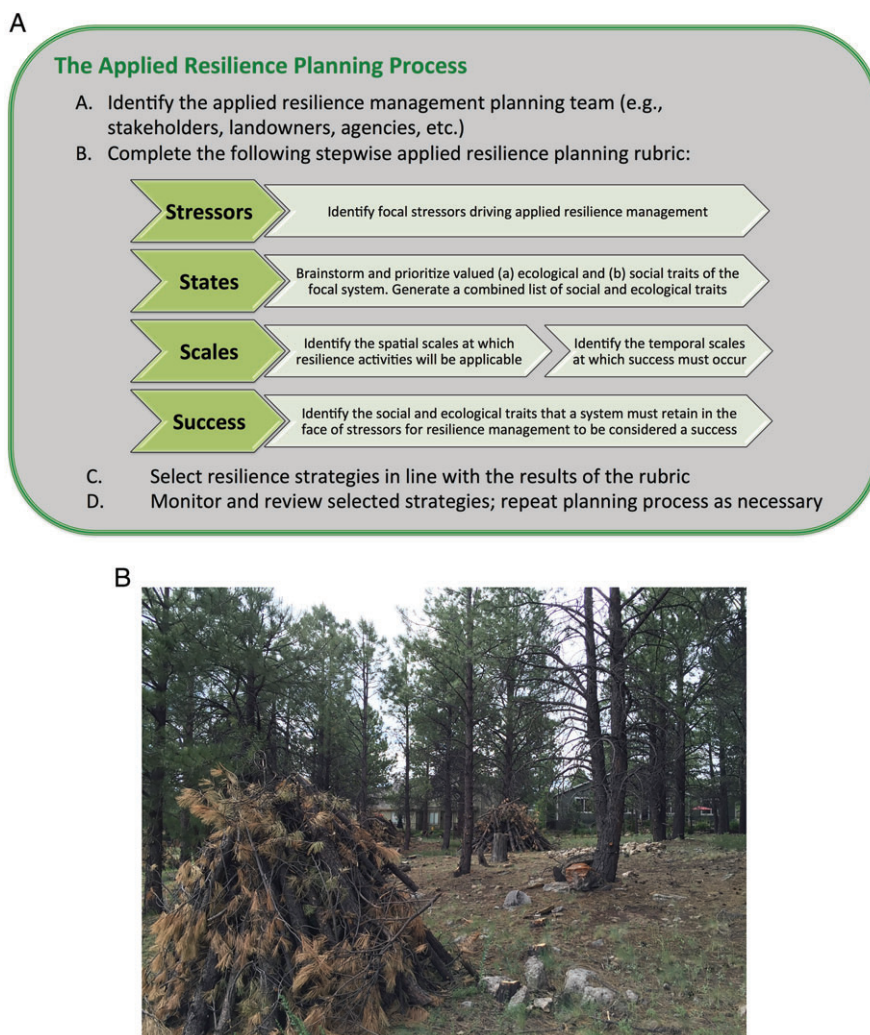 A
The Applied Resilience Planning Process
A. Identify the applied resilience management planning team (e.g.,
stakeholders, landowners, agencies, etc.)
B. Complete the following stepwise applied resilience planning rubric:
Stressors
Identify focal stressors driving applied resilience management
States
Brainstorm and prioritize valued (a) ecological and (b) social traits of the
focal system. Generate a combined list of social and ecological traits
Scales
Identify the spatial scales at which
resilience activities will be applicable
Identify the temporal scales
at which success must occur
Success
Identify the social and ecological traits that a system must retain in the
face of stressors for resilience management to be considered a success
C. Select resilience strategies in line with the results of the rubric
D. Monitor and review selected strategies; repeat planning process as necessary
B